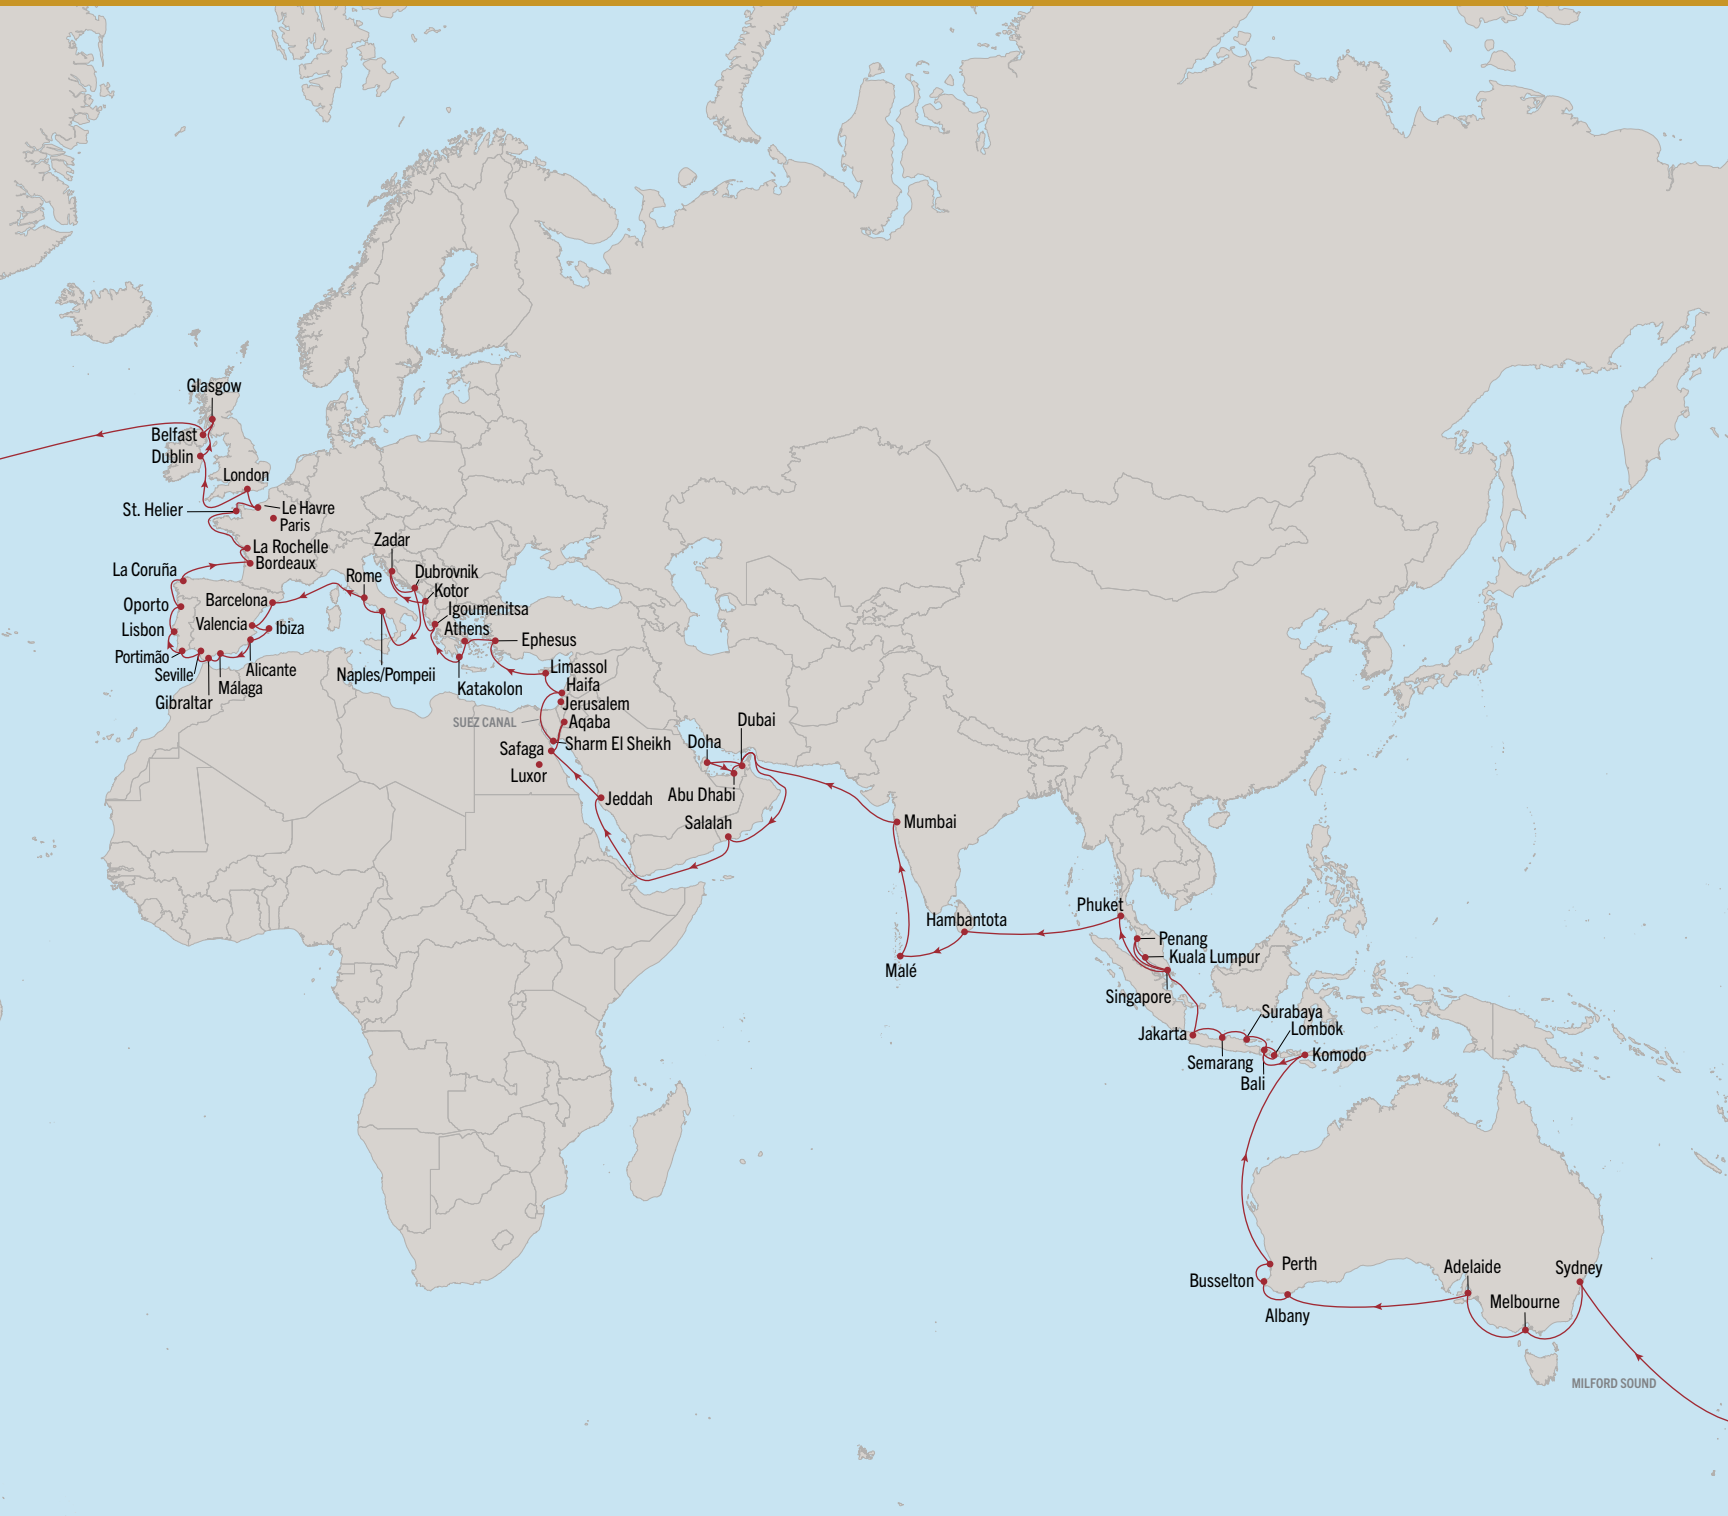 Glasgow
Belfast
Dublin
London
St. Helier
Le Havre
Paris
La Rochelle
Bordeaux
La Coruña
Zadar
Dubrovnik
Rome
Kotor
Oporto
Barcelona
Igoumenitsa
Lisbon
Valencia
Ibiza
Athens
Ephesus
Portimão
Seville
Alicante
Naples/Pompeii
Limassol
Gibraltar
Málaga
Katakolon
Haifa
Jerusalem
SUEZ CANAL
Aqaba
Safaga
Sharm El Sheikh
Luxor
Doha
Dubai
Abu Dhabi
Jeddah
Salalah
Mumbai
Hambantota
Malé
Phuket
Penang
Kuala Lumpur
Singapore
Jakarta
Surabaya
Lombok
Semarang
Komodo
Bali
Perth
Busselton
Albany
Adelaide
Sydney
Melbourne
MILFORD SOUND